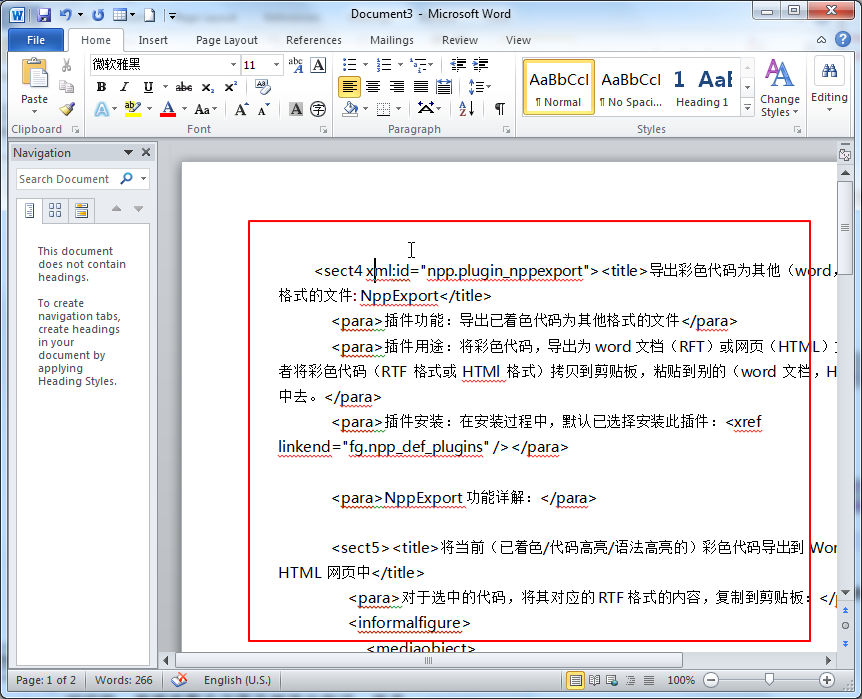 Document3 - Microsoft Word
File Home Insert Page Layout References Mailings Review View
微软雅黑 11
Paste
AaBbCcI AaBbCcI 1 AaB
¶ Normal ¶ No Spaci... Heading 1
Change Styles
Editing
Clipboard Font Paragraph Styles
Navigation
Search Document
This document
does not contain
headings.
To create
navigation tabs,
create headings
in your
document by
applying
Heading Styles.
<sect4 xml:id="npp.plugin_nppexport"><title>导出彩色代码为其他（word，
格式的文件: NppExport</title>
<para>插件功能：导出已着色代码为其他格式的文件</para>
<para>插件用途：将彩色代码，导出为 word 文档（RFT）或网页（HTML）
者将彩色代码（RTF 格式或 HTMl 格式）拷贝到剪贴板，粘贴到别的（word 文档，H
中去。</para>
<para>插件安装：在安装过程中，默认已选择安装此插件：<xref
linkend="fg.npp_def_plugins" /></para>
<para>NppExport 功能详解：</para>
<sect5><title>将当前（已着色/代码高亮/语法高亮的）彩色代码导出到 Wor
HTML 网页中</title>
<para>对于选中的代码，将其对应的 RTF 格式的内容，复制到剪贴板：</
<informalfigure>
<mediaobject>
Page: 1 of 2 Words: 266 English (U.S.) 100%